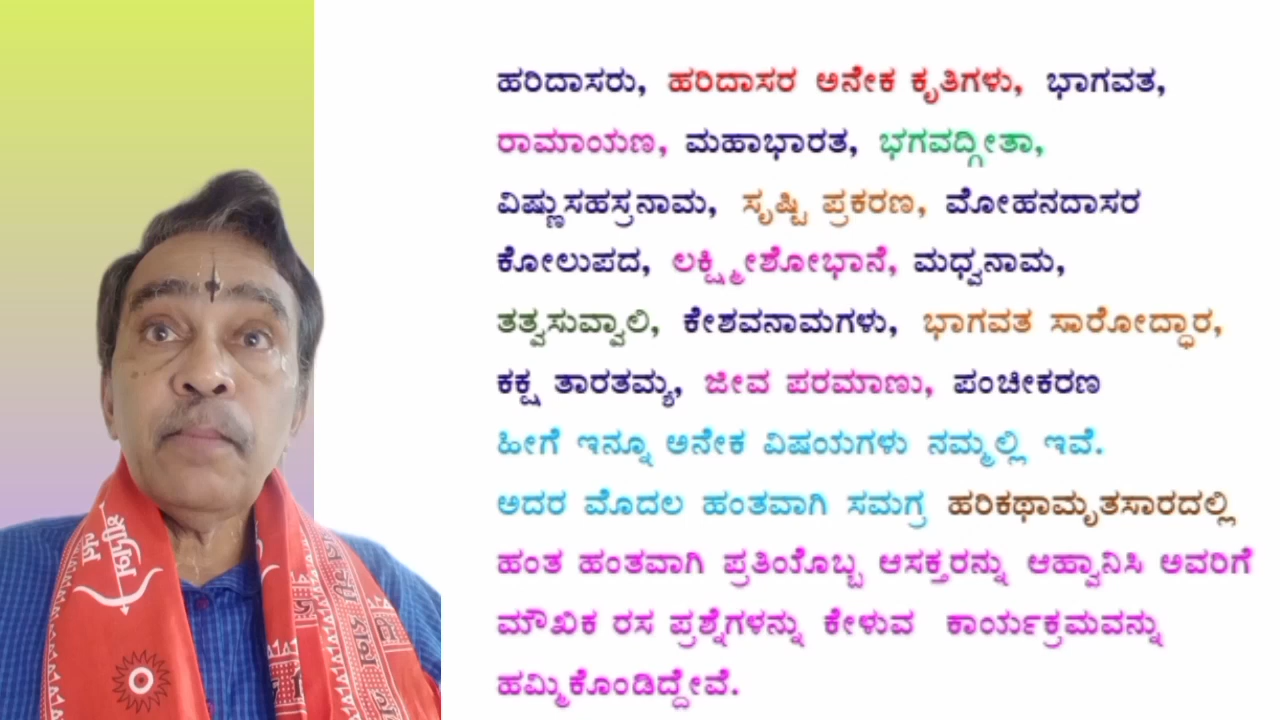 ಹರಿದಾಸರು, ಹರಿದಾಸರ ಅನೇಕ ಕೃತಿಗಳು, ಭಾಗವತ,
ರಾಮಾಯಣ, ಮಹಾಭಾರತ, ಭಗವದ್ಗೀತಾ,
ವಿಷ್ಣುಸಹಸ್ರನಾಮ, ಸೃಷ್ಟಿ ಪ್ರಕರಣ, ಮೋಹನದಾಸರ
ಕೋಲುಪದ, ಲಕ್ಷ್ಮೀಶೋಭಾನೆ, ಮಧ್ವನಾಮ,
ತತ್ವಸುವ್ವಾಲಿ, ಕೇಶವನಾಮಗಳು, ಭಾಗವತ ಸಾರೋದ್ಧಾರ,
ಕಕ್ಷ ತಾರತಮ್ಯ, ಜೀವ ಪರಮಾಣು, ಪಂಚೀಕರಣ
ಹೀಗೆ ಇನ್ನೂ ಅನೇಕ ವಿಷಯಗಳು ನಮ್ಮಲ್ಲಿ ಇವೆ.
ಅದರ ಮೊದಲ ಹಂತವಾಗಿ ಸಮಗ್ರ ಹರಿಕಥಾಮೃತಸಾರದಲ್ಲಿ
ಹಂತ ಹಂತವಾಗಿ ಪ್ರತಿಯೊಬ್ಬ ಆಸಕ್ತರನ್ನು ಆಹ್ವಾನಿಸಿ ಅವರಿಗೆ
ಮೌಖಿಕ ರಸ ಪ್ರಶ್ನೆಗಳನ್ನು ಕೇಳುವ ಕಾರ್ಯಕ್ರಮವನ್ನು
ಹಮ್ಮಿಕೊಂಡಿದ್ದೇವೆ.